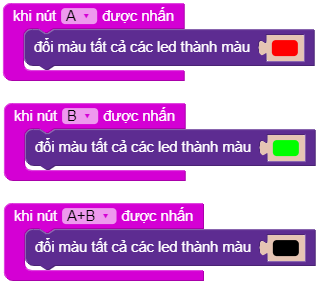 khi nút A được nhấn
đổi màu tất cả các led thành màu
khi nút B được nhấn
đổi màu tất cả các led thành màu
khi nút A+B được nhấn
đổi màu tất cả các led thành màu